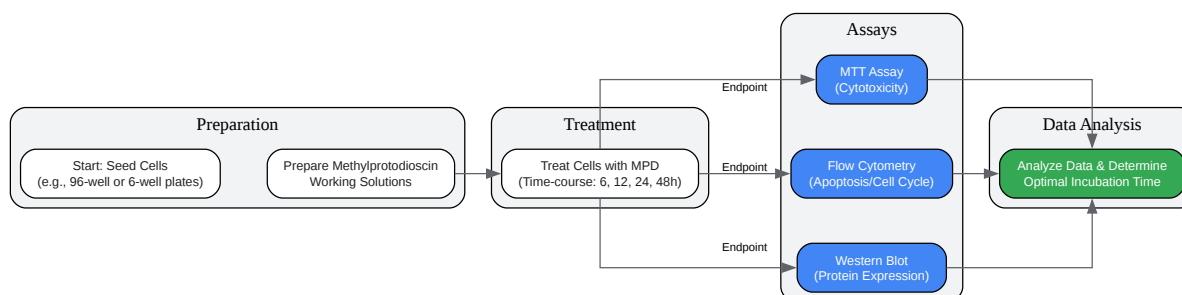 Preparation
Start: Seed Cells
(e.g., 96-well or 6-well plates)
Prepare Methylprotodioscin
Working Solutions
Treatment
Treat Cells with MPD
(Time-course: 6, 12, 24, 48h)
Endpoint
Endpoint
Endpoint
Assays
MTT Assay
(Cytotoxicity)
Flow Cytometry
(Apoptosis/Cell Cycle)
Western Blot
(Protein Expression)
Data Analysis
Analyze Data & Determine
Optimal Incubation Time